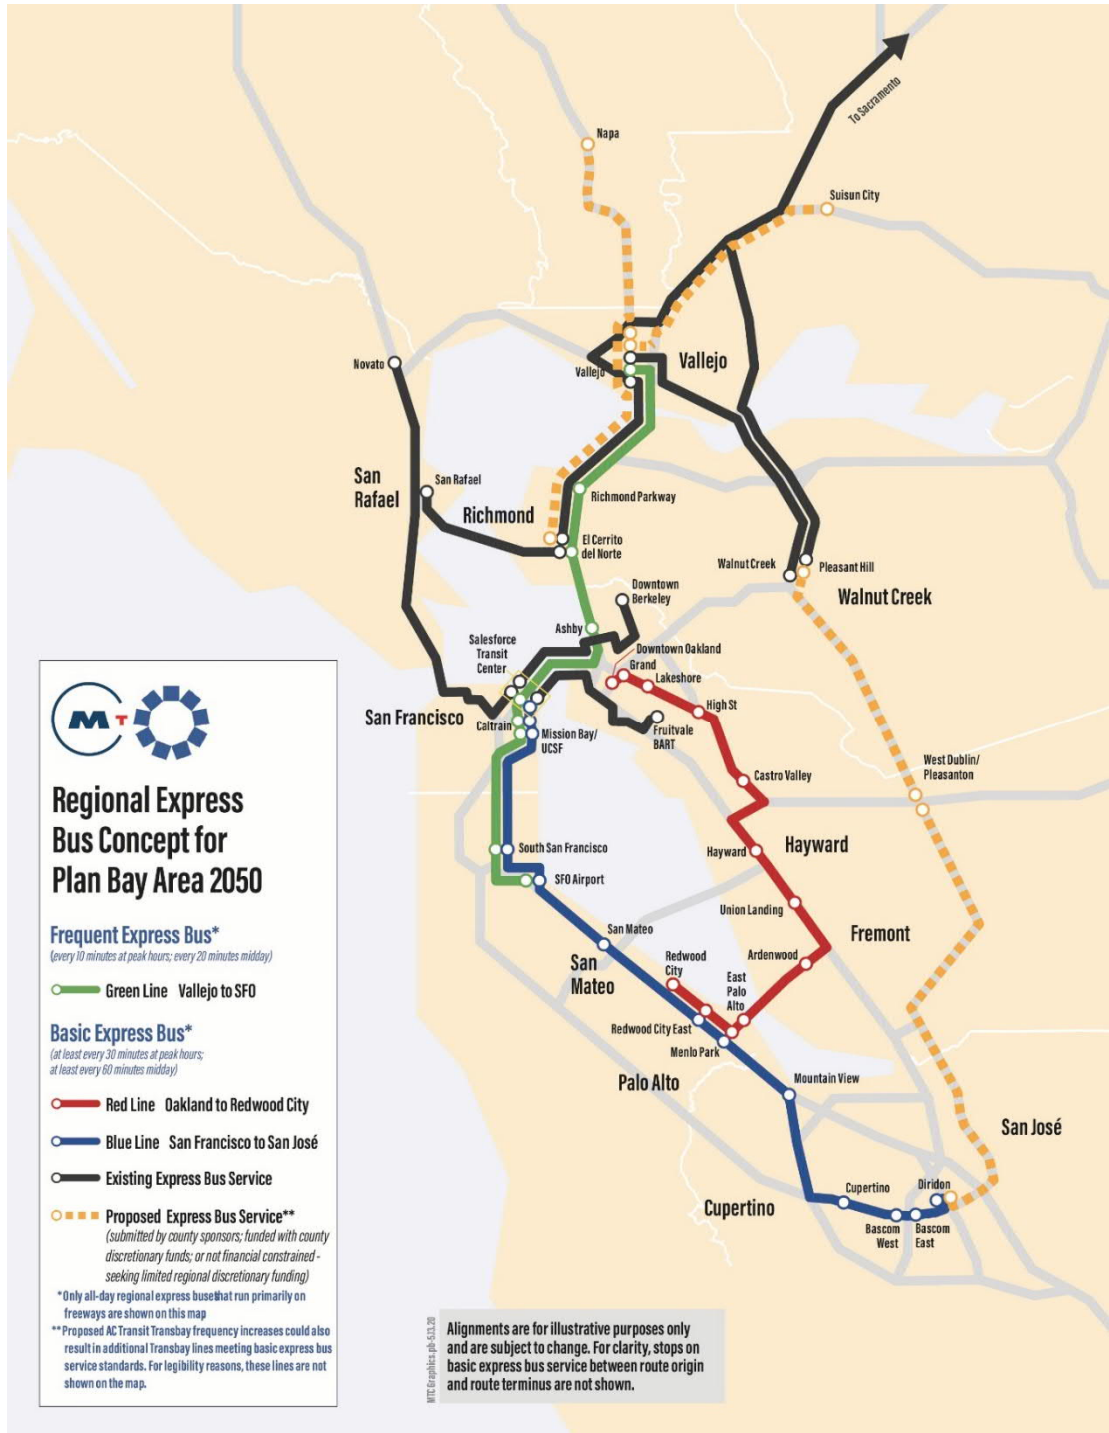 To Sacramento
Napa
Suisun City
Novato
Vallejo
Vallejo
San
Rafael
San Rafael
Richmond
Richmond Parkway
El Cerrito
del Norte
Walnut Creek
Pleasant Hill
Walnut Creek
Downtown
Berkeley
Ashby
Salesforce
Transit
Center
Downtown Oakland
Grand
Lakeshore
High St
San Francisco
Caltrain
Mission Bay/
UCSF
Fruitvale
BART
West Dublin/
Pleasanton
Castro Valley
Hayward
Hayward
South San Francisco
SFO Airport
Union Landing
San Mateo
Fremont
Ardenwood
San
Mateo
Redwood
City
East
Palo
Alto
Redwood City East
Menlo Park
Palo Alto
Mountain View
San José
Cupertino
Cupertino
Diridon
Bascom
West
Bascom
East
M T
Regional Express
Bus Concept for
Plan Bay Area 2050
Frequent Express Bus*
(every 10 minutes at peak hours; every 20 minutes midday)
Green Line Vallejo to SFO
Basic Express Bus*
(at least every 30 minutes at peak hours;
at least every 60 minutes midday)
Red Line Oakland to Redwood City
Blue Line San Francisco to San José
Existing Express Bus Service
Proposed Express Bus Service**
(submitted by county sponsors; funded with county
discretionary funds; or not financial constrained -
seeking limited regional discretionary funding)
*Only all-day regional express buses that run primarily on
freeways are shown on this map
**Proposed AC Transit Transbay frequency increases could also
result in additional Transbay lines meeting basic express bus
service standards. For legibility reasons, these lines are not
shown on the map.
MTC Graphics.pb-5.13.20
Alignments are for illustrative purposes only
and are subject to change. For clarity, stops on
basic express bus service between route origin
and route terminus are not shown.